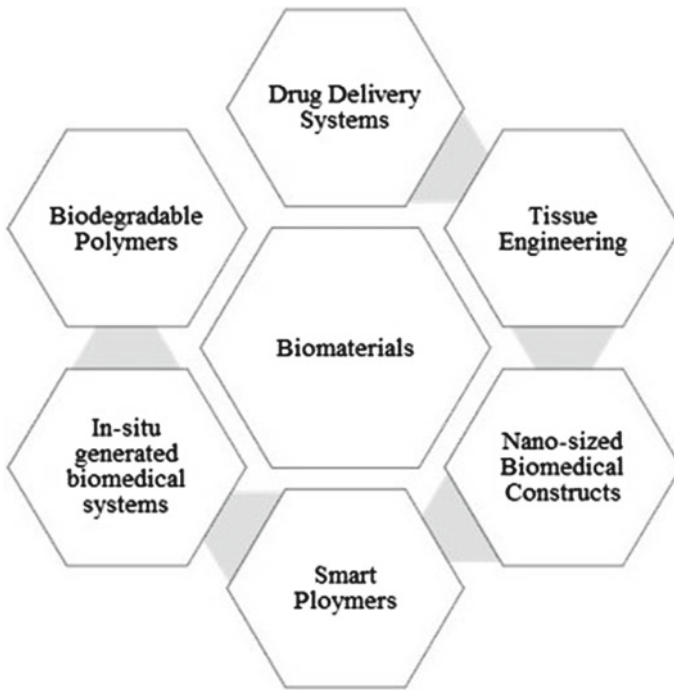 Drug Delivery
Systems
Biodegradable
Polymers
Tissue
Engineering
Biomaterials
In-situ
generated
biomedical
systems
Nano-sized
Biomedical
Constructs
Smart
Ploymers